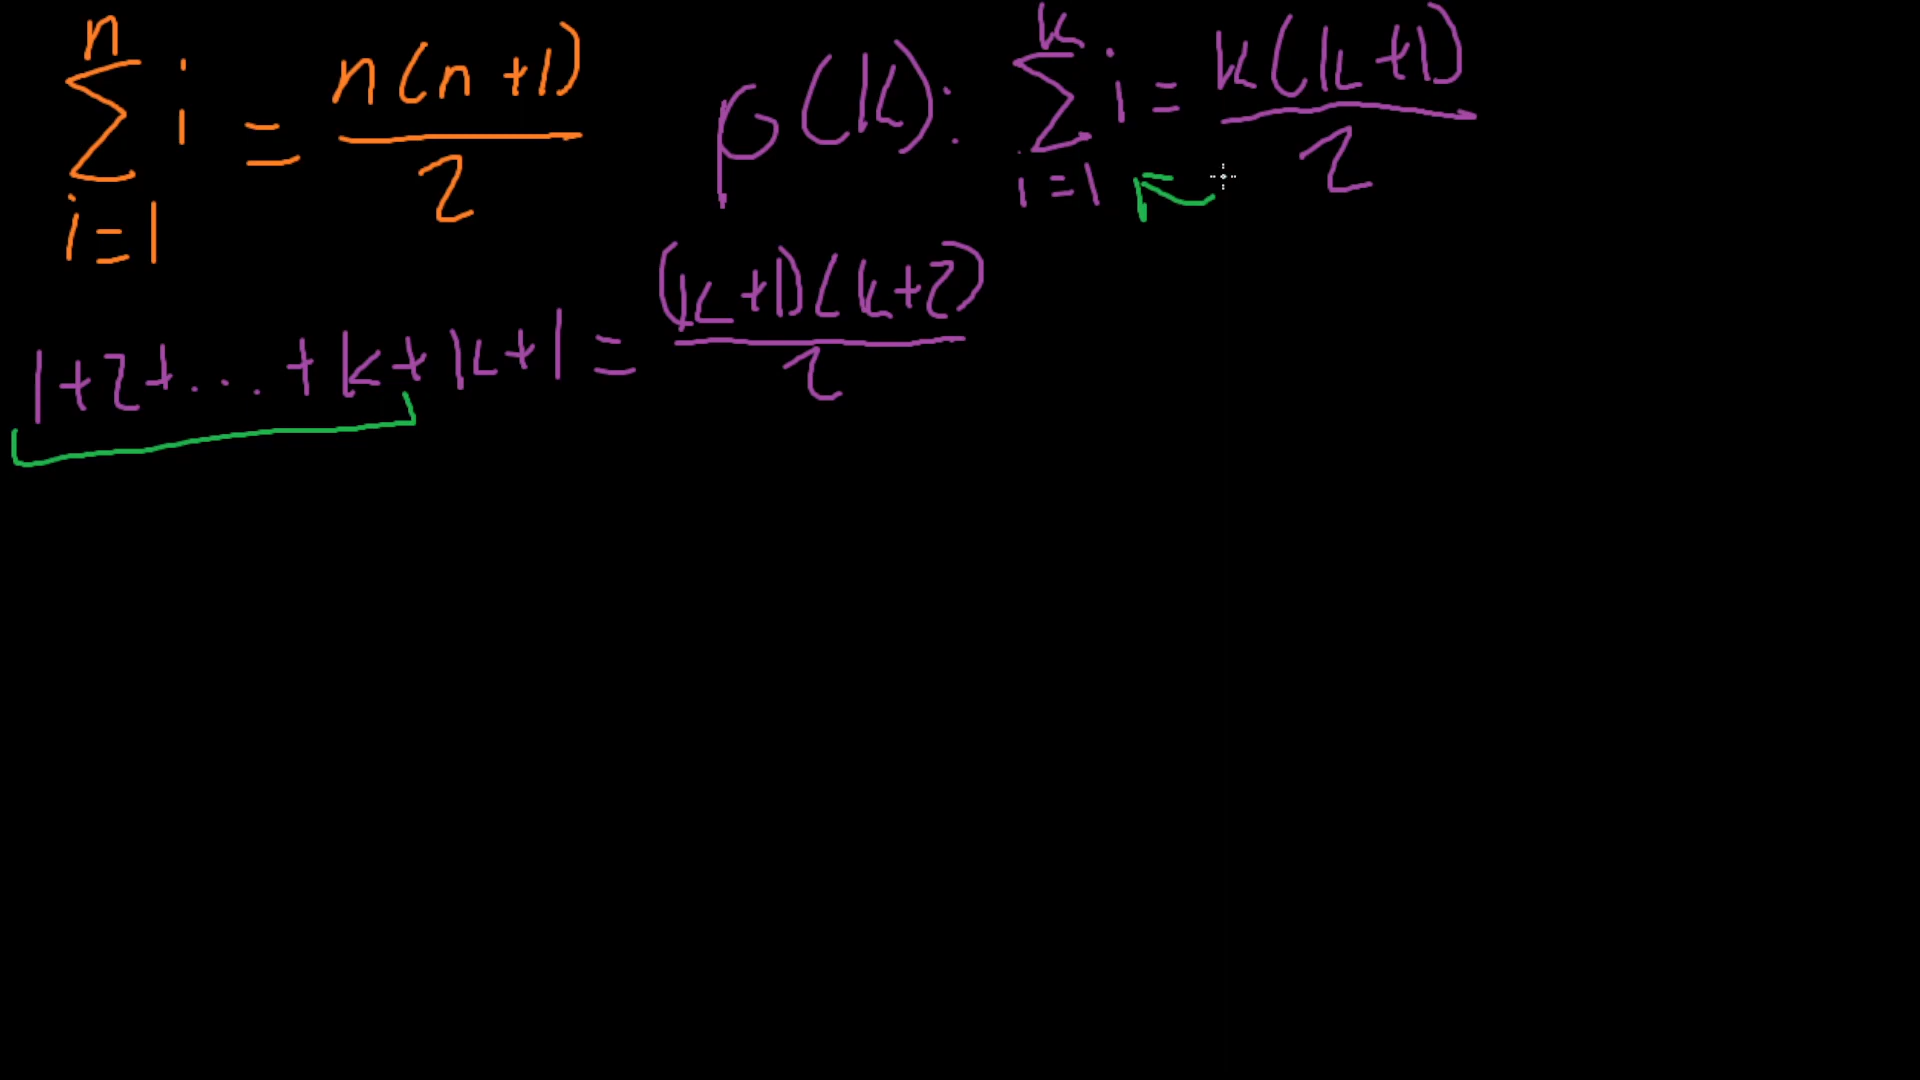 n
∑ i = n(n+1)/2
i=1
p(k): ∑ i = k(k+1)/2
k
i=1
1+2+...+k+k+1 = (k+1)(k+2)/2